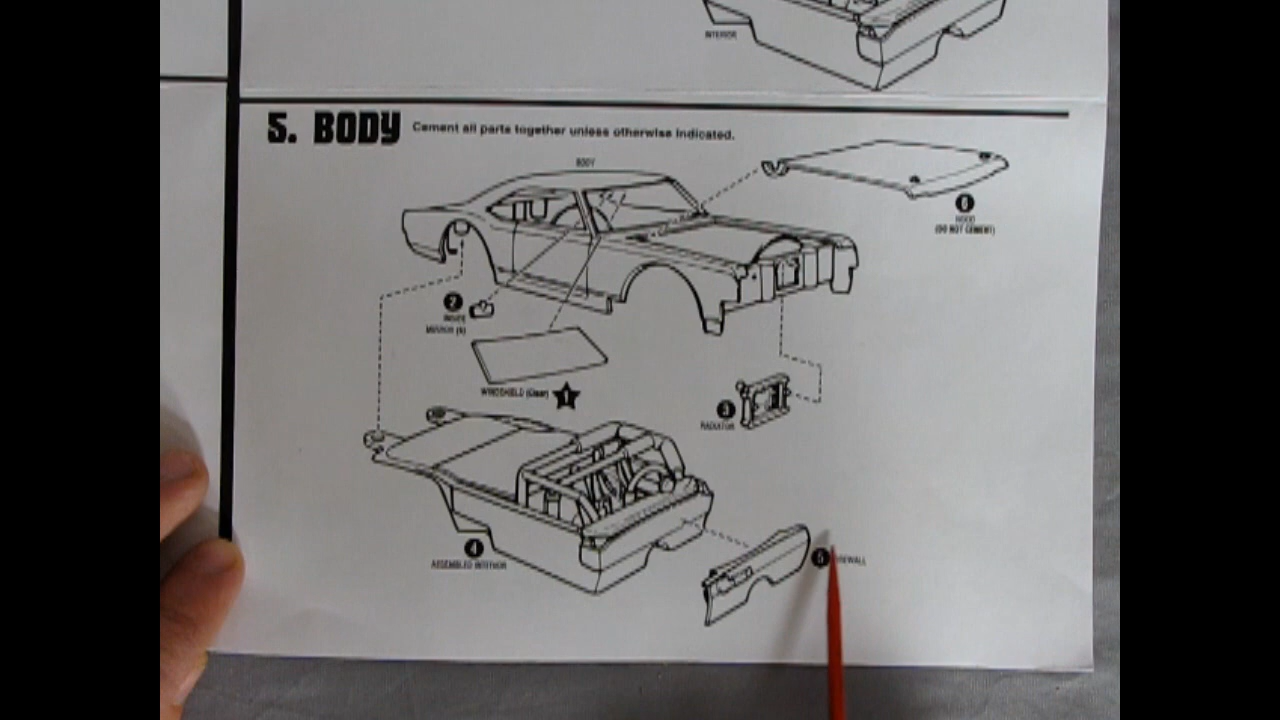 INTERIOR
5. BODY Cement all parts together unless otherwise indicated.
BODY
6
HOOD
(DO NOT CEMENT)
2
INSIDE
MIRROR
WINDSHIELD (Clear) 1
3
RADIATOR
4
ASSEMBLED INTERIOR
5